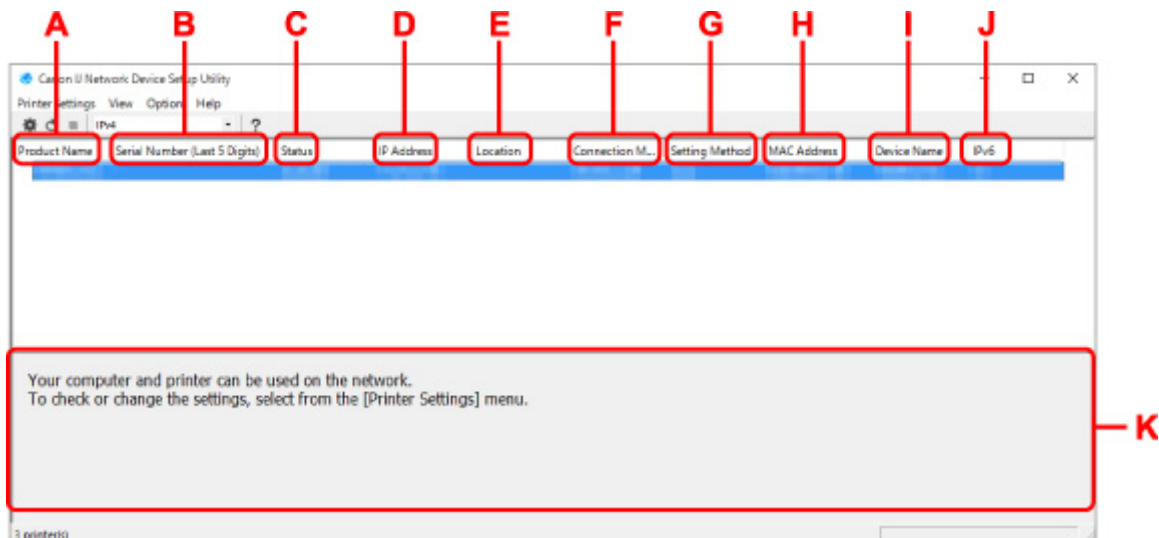 A B C D E F G H I J
Canon IJ Network Device Setup Utility
Printer Settings View Option Help
IPv4 ?
Product Name Serial Number (Last 5 Digits) Status IP Address Location Connection M... Setting Method MAC Address Device Name IPv6
Your computer and printer can be used on the network.
To check or change the settings, select from the [Printer Settings] menu.
K
3 printer(s)